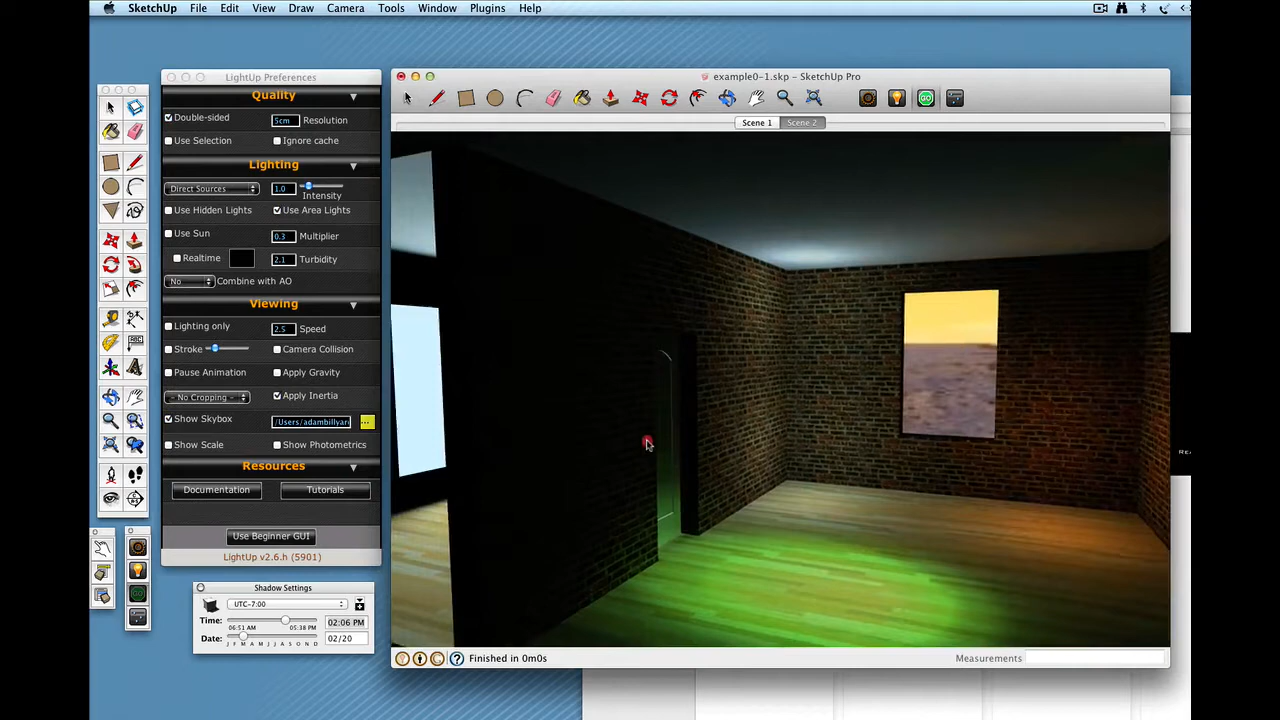 SketchUp File Edit View Draw Camera Tools Window Plugins Help
LightUp Preferences
example0-1.skp - SketchUp Pro
Quality
Double-sided 5cm Resolution
Use Selection Ignore cache
Scene 1 Scene 2
Lighting
Direct Sources 1.0 Intensity
Use Hidden Lights Use Area Lights
Use Sun 0.3 Multiplier
Realtime 2.1 Turbidity
No Combine with AO
Viewing
Lighting only 2.5 Speed
Stroke Camera Collision
Pause Animation Apply Gravity
- No Cropping - Apply Inertia
Show Skybox /Users/adambillyar ...
Show Scale Show Photometrics
Resources
Documentation Tutorials
Use Beginner GUI
LightUp v2.6.h (5901)
Shadow Settings
UTC-7:00
Time: 02:06 PM
06:51 AM 05:38 PM
Date: 02/20
J F M A M J J A S O N D
Finished in 0m0s
Measurements